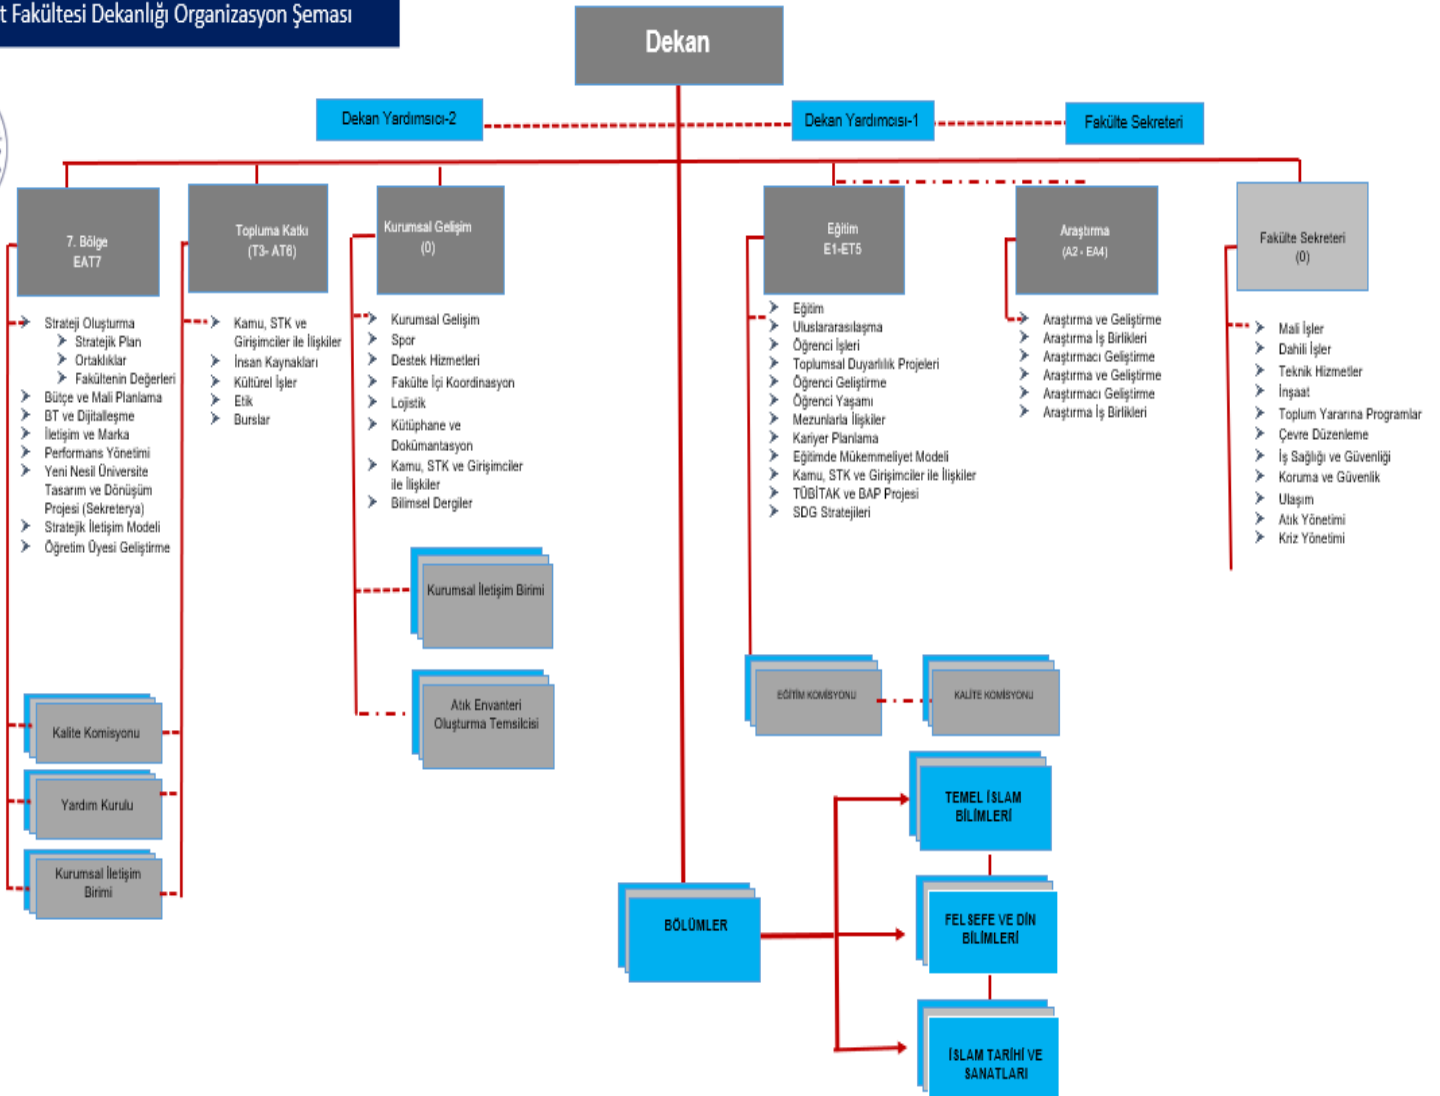 t Fakültesi Dekanlığı Organizasyon Şeması
Dekan
Dekan Yardımsıcı-2
Dekan Yardımcısı-1
Fakülte Sekreteri
7. Bölge
EAT7
Strateji Oluşturma
Stratejik Plan
Ortaklıklar
Fakültenin Değerleri
Bütçe ve Mali Planlama
BT ve Dijitalleşme
İletişim ve Marka
Performans Yönetimi
Yeni Nesil Üniversite
Tasarım ve Dönüşüm
Projesi (Sekreterya)
Stratejik İletişim Modeli
Öğretim Üyesi Geliştirme
Kalite Komisyonu
Yardım Kurulu
Kurumsal İletişim
Birimi
Topluma Katkı
(T3- AT6)
Kamu, STK ve
Girişimciler ile İlişkiler
İnsan Kaynakları
Kültürel İşler
Etik
Burslar
Kurumsal Gelişim
(0)
Kurumsal Gelişim
Spor
Destek Hizmetleri
Fakülte İçi Koordinasyon
Lojistik
Kütüphane ve
Dokümantasyon
Kamu, STK ve Girişimciler
ile İlişkiler
Bilimsel Dergiler
Kurumsal İletişim Birimi
Atık Envanteri
Oluşturma Temsilcisi
Eğitim
E1-ET5
Eğitim
Uluslararasılaşma
Öğrenci İşleri
Toplumsal Duyarlılık Projeleri
Öğrenci Geliştirme
Öğrenci Yaşamı
Mezunlarla İlişkiler
Kariyer Planlama
Eğitimde Mükemmeliyet Modeli
Kamu, STK ve Girişimciler ile İlişkiler
TÜBİTAK ve BAP Projesi
SDG Stratejileri
EĞİTİM KOMİSYONU
KALİTE KOMİSYONU
Araştırma
(A2 - EA4)
Araştırma ve Geliştirme
Araştırma İş Birlikleri
Araştırmacı Geliştirme
Araştırma ve Geliştirme
Araştırmacı Geliştirme
Araştırma İş Birlikleri
Fakülte Sekreteri
(0)
Mali İşler
Dahili İşler
Teknik Hizmetler
İnşaat
Toplum Yararına Programlar
Çevre Düzenleme
İş Sağlığı ve Güvenliği
Koruma ve Güvenlik
Ulaşım
Atık Yönetimi
Kriz Yönetimi
BÖLÜMLER
TEMEL İSLAM
BİLİMLERİ
FELSEFE VE DİN
BİLİMLERİ
İSLAM TARİHİ VE
SANATLARI